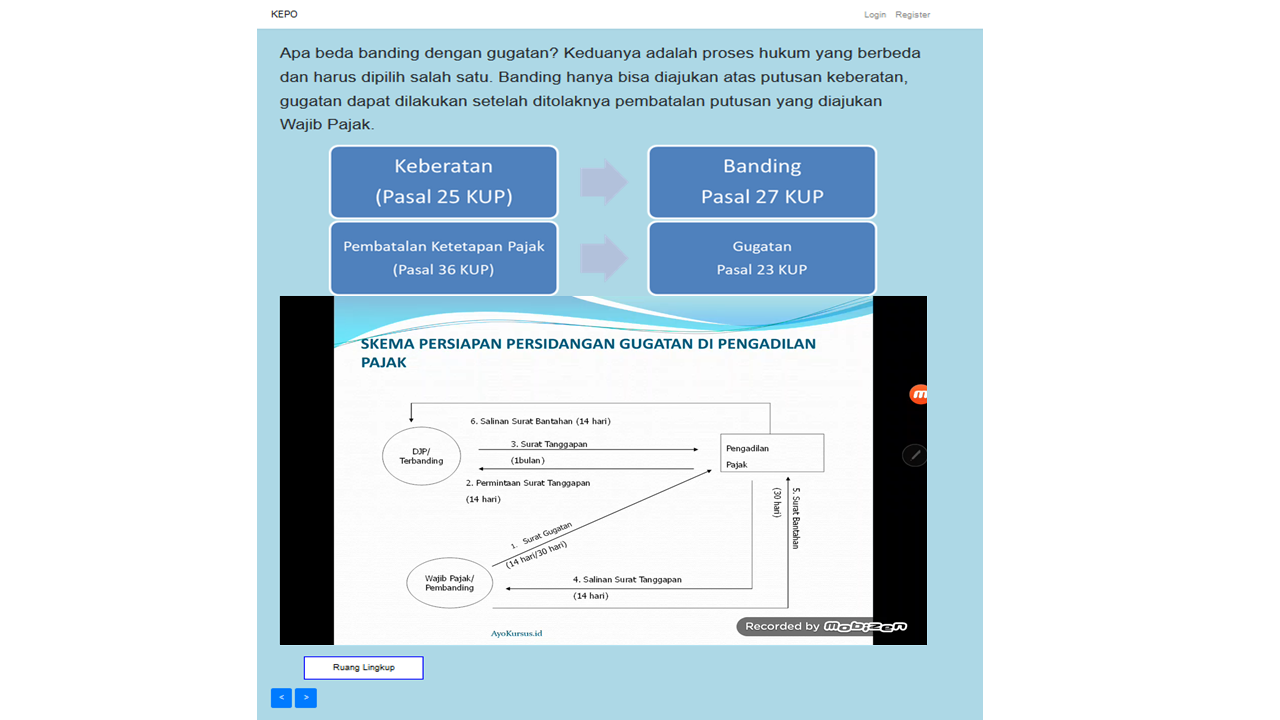 KEPO
Login Register
Apa beda banding dengan gugatan? Keduanya adalah proses hukum yang berbeda
dan harus dipilih salah satu. Banding hanya bisa diajukan atas putusan keberatan,
gugatan dapat dilakukan setelah ditolaknya pembatalan putusan yang diajukan
Wajib Pajak.
Keberatan
(Pasal 25 KUP)
Banding
Pasal 27 KUP
Pembatalan Ketetapan Pajak
(Pasal 36 KUP)
Gugatan
Pasal 23 KUP
SKEMA PERSIAPAN PERSIDANGAN GUGATAN DI PENGADILAN
PAJAK
6. Salinan Surat Bantahan (14 hari)
DJP/
Terbanding
3. Surat Tanggapan
(1bulan )
Pengadilan
Pajak
2. Permintaan Surat Tanggapan
(14 hari)
5. Surat Bantahan
(30 hari)
1. Surat Gugatan
(14 hari/30 hari)
Wajib Pajak/
Pembanding
4. Salinan Surat Tanggapan
(14 hari)
AyoKursus.id
Recorded by mobizen
m
Ruang Lingkup
< >